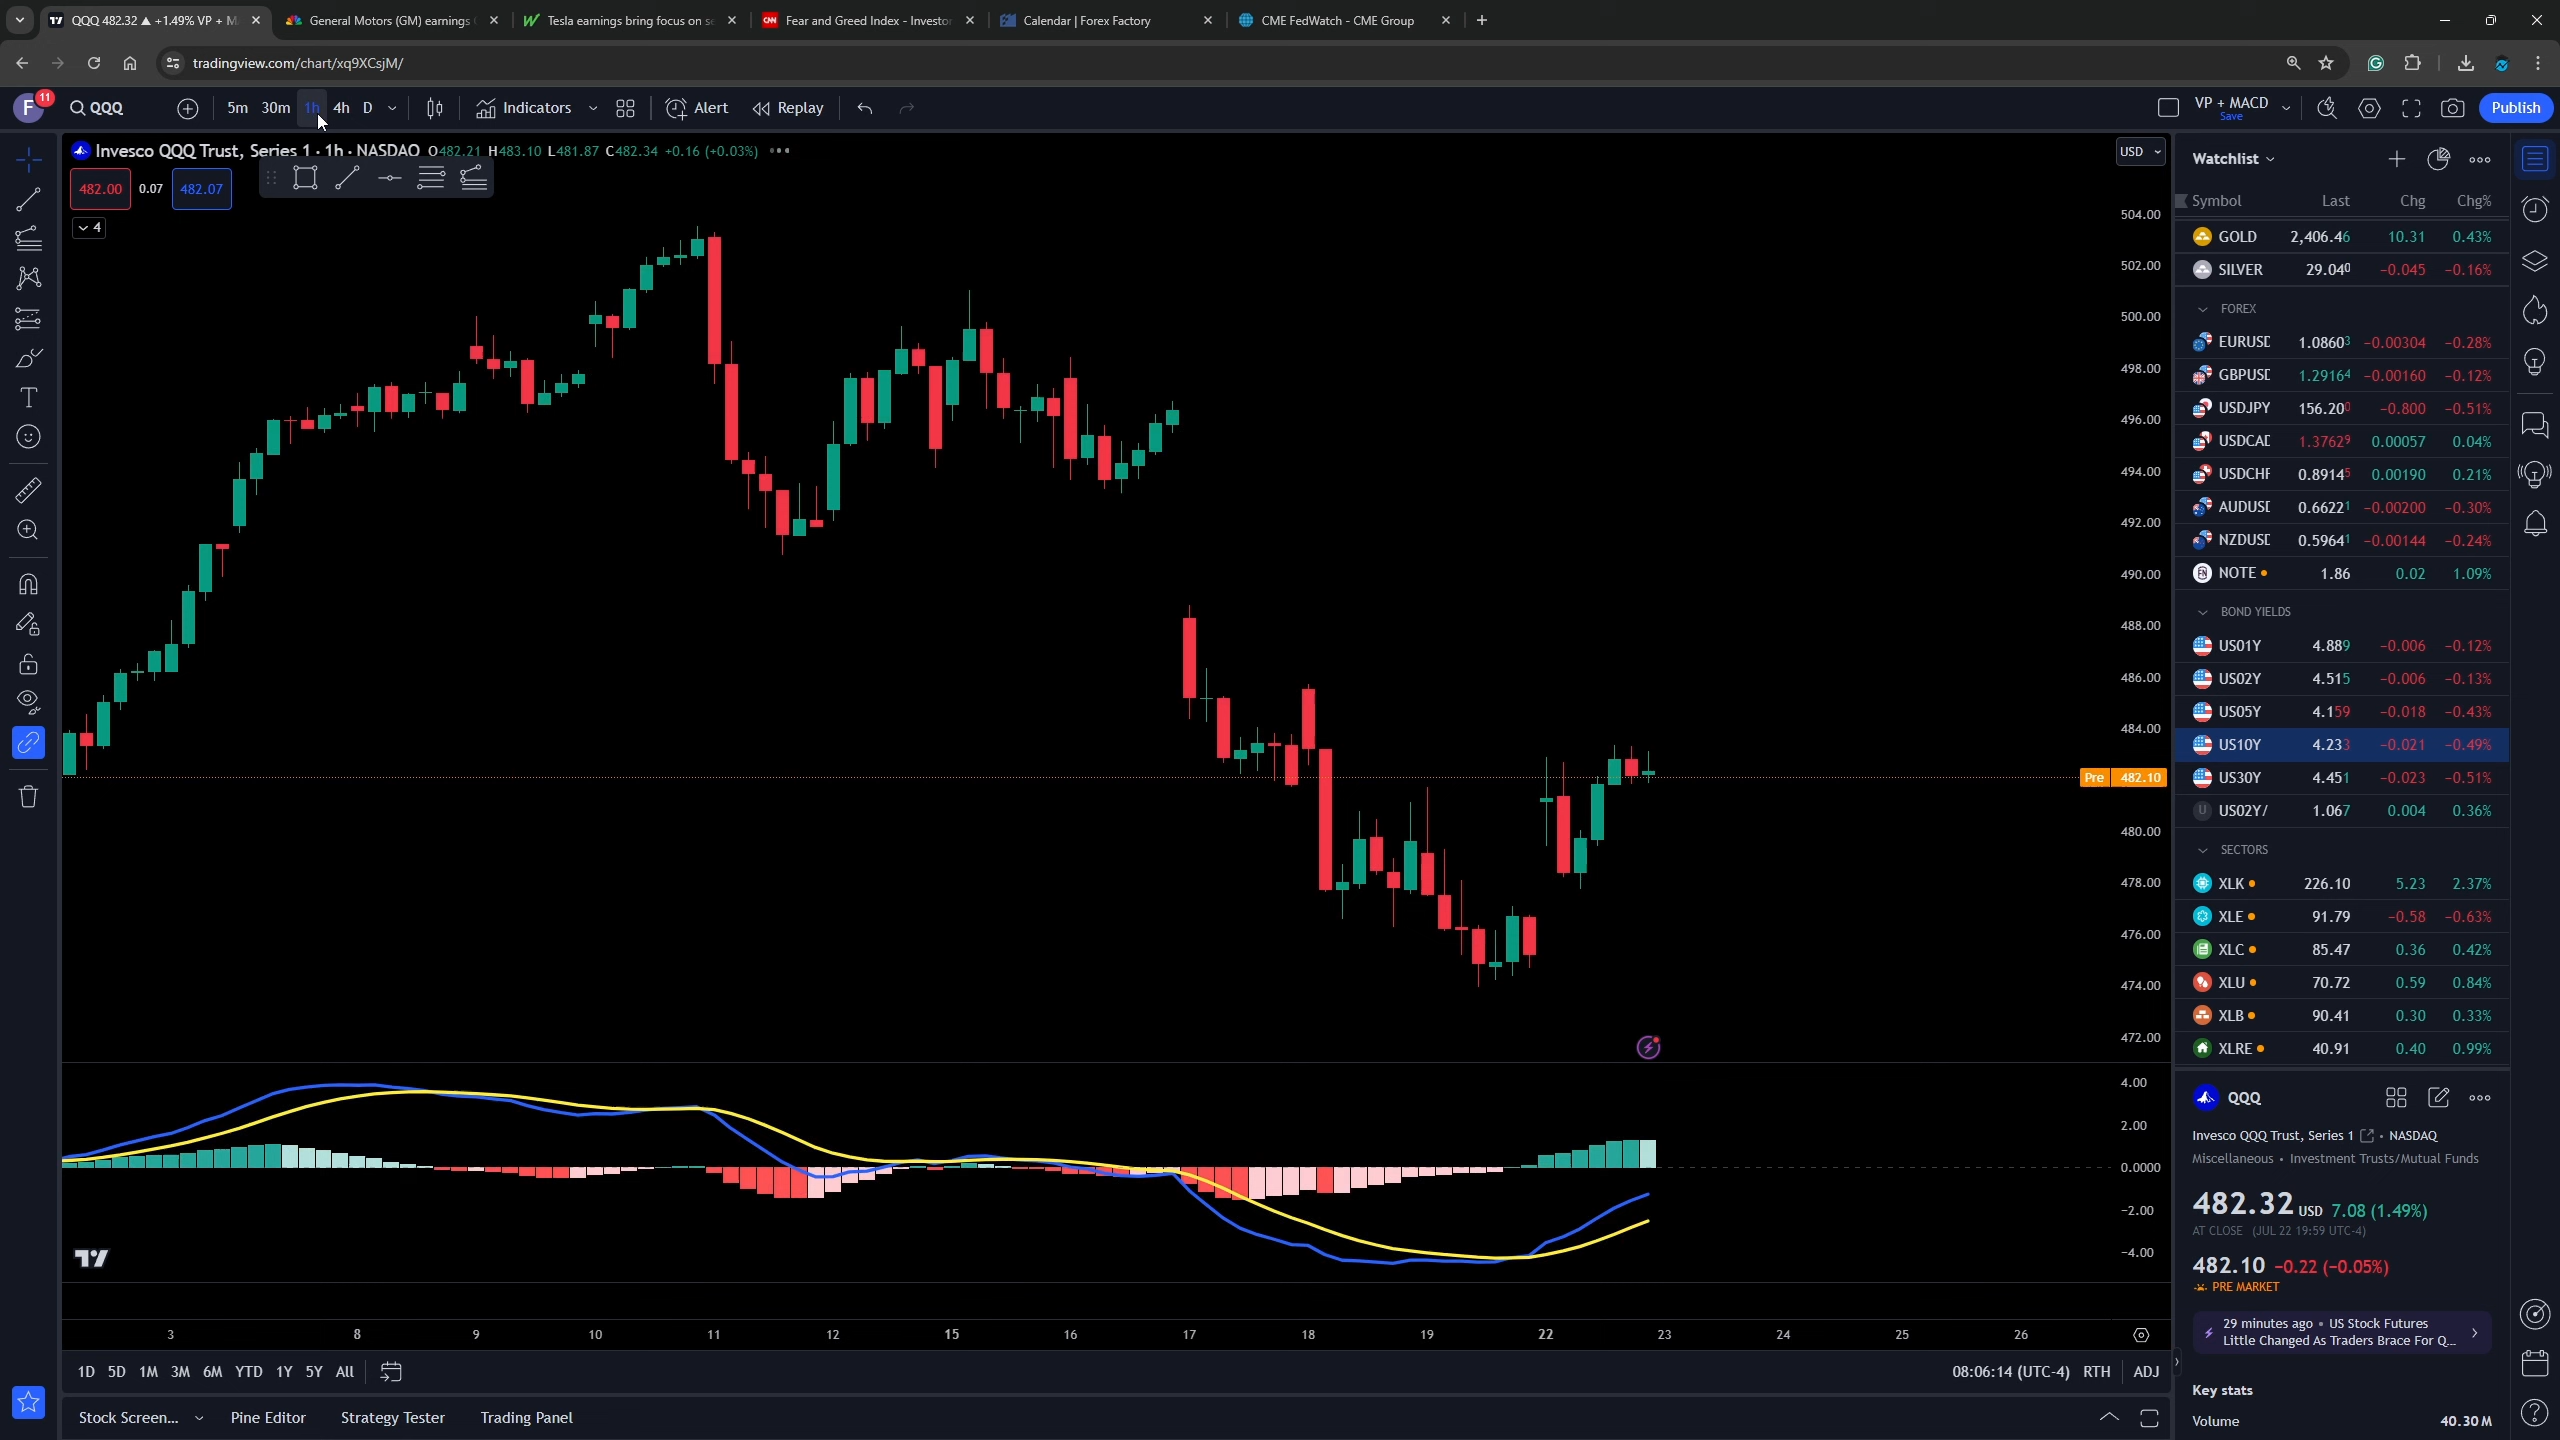 QQQ 482.32 ▲ +1.49% VP + M
General Motors (GM) earnings
Tesla earnings bring focus on se
Fear and Greed Index - Investor
Calendar | Forex Factory
CME FedWatch - CME Group
tradingview.com/chart/xq9XCsjM/
F 11 QQQ 5m 30m 1h 4h D Indicators Alert Replay VP + MACD Save Publish
Invesco QQQ Trust, Series 1 · 1h · NASDAQ O482.21 H483.10 L481.87 C482.34 +0.16 (+0.03%)
482.00 0.07 482.07
4
USD
504.00
502.00
500.00
498.00
496.00
494.00
492.00
490.00
488.00
486.00
484.00
Pre 482.10
480.00
478.00
476.00
474.00
472.00
4.00
2.00
0.0000
-2.00
-4.00
3 8 9 10 11 12 15 16 17 18 19 22 23 24 25 26
1D 5D 1M 3M 6M YTD 1Y 5Y All
08:06:14 (UTC-4) RTH ADJ
Stock Screen... Pine Editor Strategy Tester Trading Panel
Watchlist
Symbol Last Chg Chg%
GOLD 2,406.46 10.31 0.43%
SILVER 29.040 -0.045 -0.16%
FOREX
EURUSD 1.08603 -0.00304 -0.28%
GBPUSD 1.29164 -0.00160 -0.12%
USDJPY 156.200 -0.800 -0.51%
USDCAD 1.37629 0.00057 0.04%
USDCHF 0.89145 0.00190 0.21%
AUDUSD 0.66221 -0.00200 -0.30%
NZDUSD 0.59641 -0.00144 -0.24%
NOTE 1.86 0.02 1.09%
BOND YIELDS
US01Y 4.889 -0.006 -0.12%
US02Y 4.515 -0.006 -0.13%
US05Y 4.159 -0.018 -0.43%
US10Y 4.233 -0.021 -0.49%
US30Y 4.451 -0.023 -0.51%
U US02Y/ 1.067 0.004 0.36%
SECTORS
XLK 226.10 5.23 2.37%
XLE 91.79 -0.58 -0.63%
XLC 85.47 0.36 0.42%
XLU 70.72 0.59 0.84%
XLB 90.41 0.30 0.33%
XLRE 40.91 0.40 0.99%
QQQ
Invesco QQQ Trust, Series 1 • NASDAQ
Miscellaneous • Investment Trusts/Mutual Funds
482.32 USD 7.08 (1.49%)
AT CLOSE (JUL 22 19:59 UTC-4)
482.10 -0.22 (-0.05%)
PRE MARKET
29 minutes ago • US Stock Futures
Little Changed As Traders Brace For Q...
Key stats
Volume 40.30 M